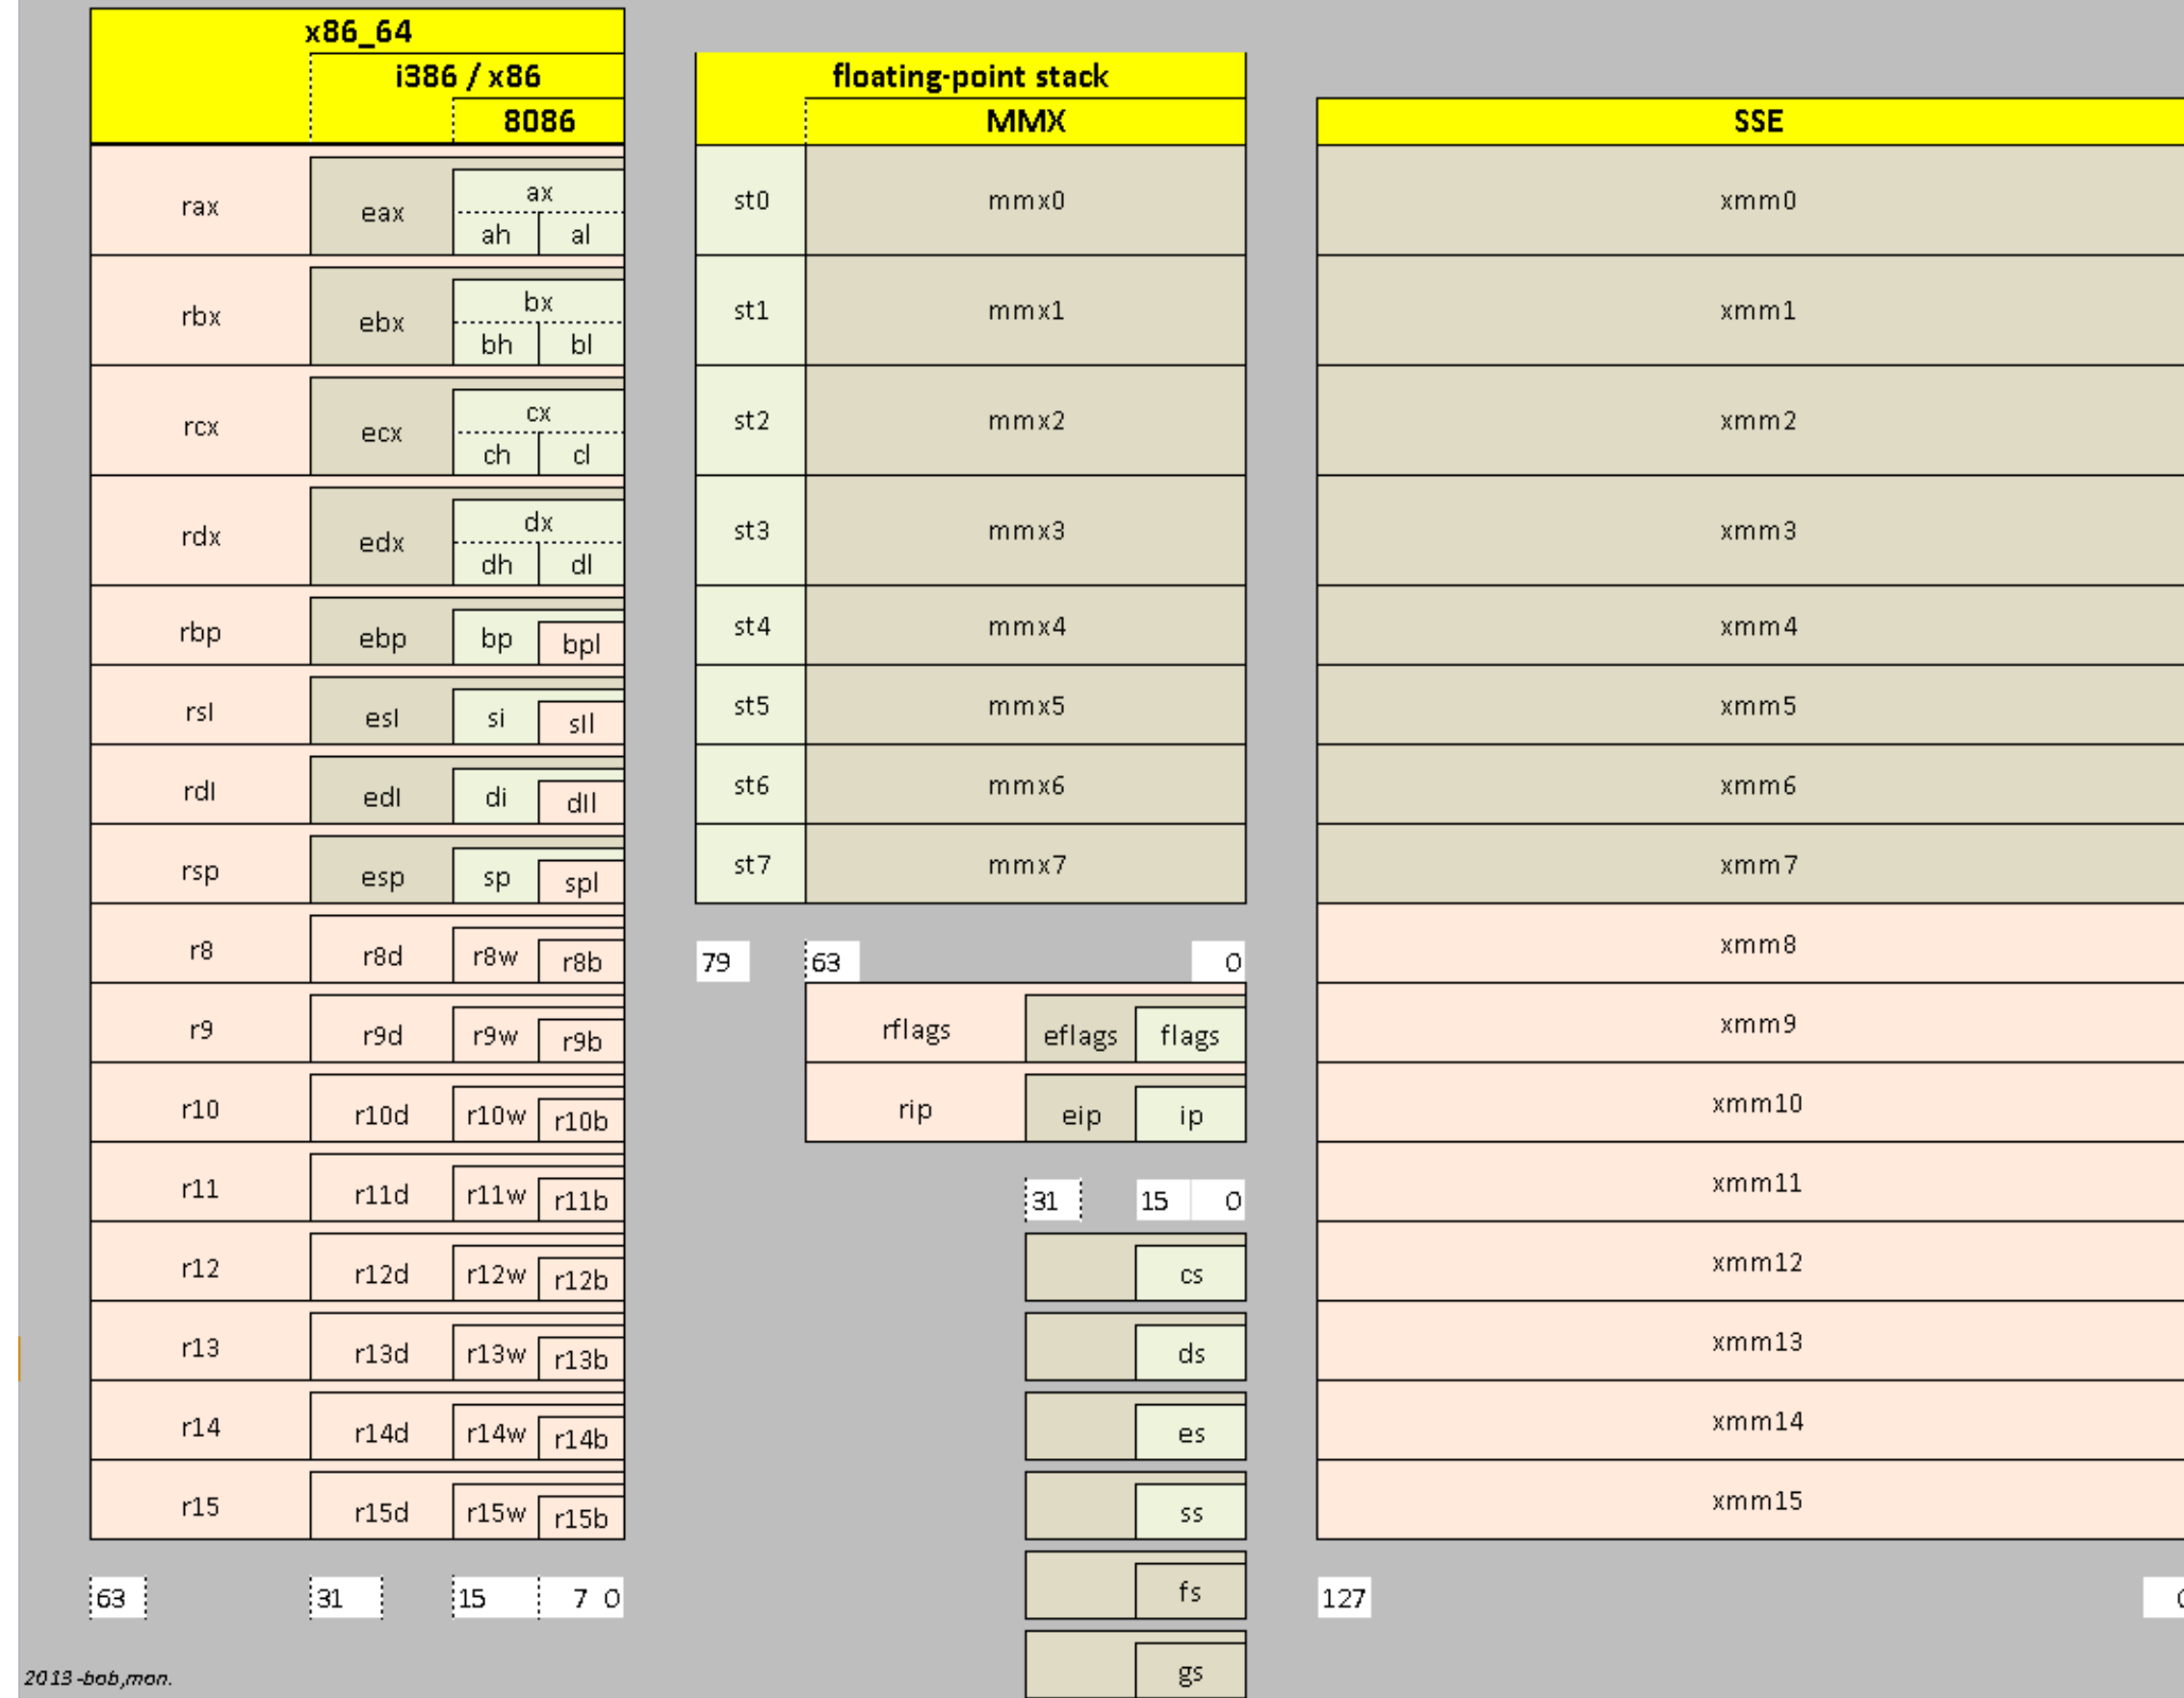 x86_64
i386 / x86
8086
rax eax ax
ah al
rbx ebx bx
bh bl
rcx ecx cx
ch cl
rdx edx dx
dh dl
rbp ebp bp bpl
rsI esI si sIl
rdI edI di dIl
rsp esp sp spl
r8 r8d r8w r8b
r9 r9d r9w r9b
r10 r10d r10w r10b
r11 r11d r11w r11b
r12 r12d r12w r12b
r13 r13d r13w r13b
r14 r14d r14w r14b
r15 r15d r15w r15b
63 31 15 7 0
floating-point stack
MMX
st0 mmx0
st1 mmx1
st2 mmx2
st3 mmx3
st4 mmx4
st5 mmx5
st6 mmx6
st7 mmx7
79 63 0
rflags eflags flags
rip eip ip
31 15 0
cs
ds
es
ss
fs
gs
SSE
xmm0
xmm1
xmm2
xmm3
xmm4
xmm5
xmm6
xmm7
xmm8
xmm9
xmm10
xmm11
xmm12
xmm13
xmm14
xmm15
127 0
2013 -bob,mon.